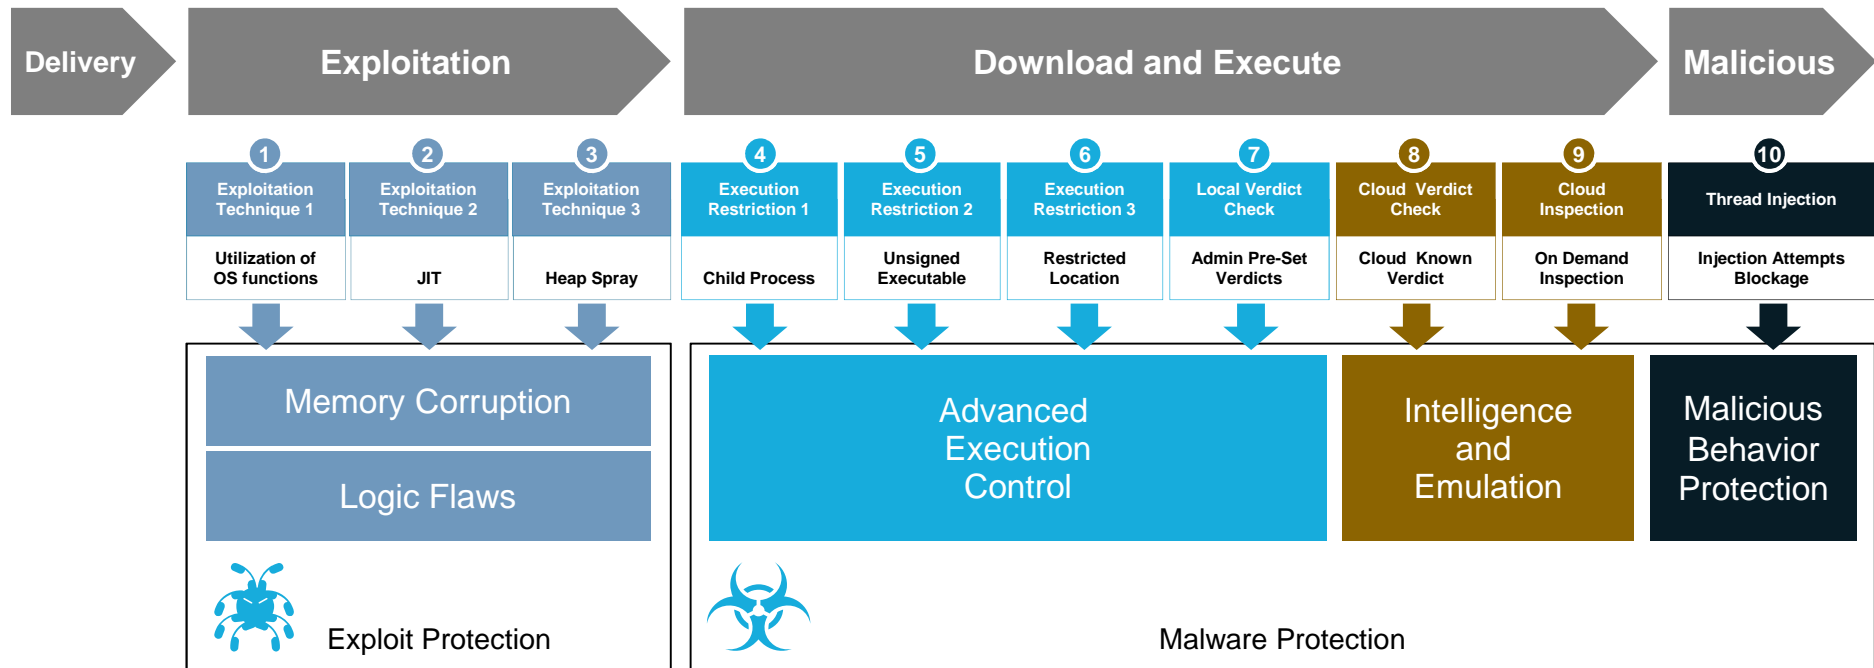 Delivery
Exploitation
Download and Execute
Malicious
1
Exploitation
Technique 1
Utilization of
OS functions
2
Exploitation
Technique 2
JIT
3
Exploitation
Technique 3
Heap Spray
4
Execution
Restriction 1
Child Process
5
Execution
Restriction 2
Unsigned
Executable
6
Execution
Restriction 3
Restricted
Location
7
Local Verdict
Check
Admin Pre-Set
Verdicts
8
Cloud Verdict
Check
Cloud Known
Verdict
9
Cloud
Inspection
On Demand
Inspection
10
Thread Injection
Injection Attempts
Blockage
Memory Corruption
Logic Flaws
Advanced
Execution
Control
Intelligence
and
Emulation
Malicious
Behavior
Protection
Exploit Protection
Malware Protection